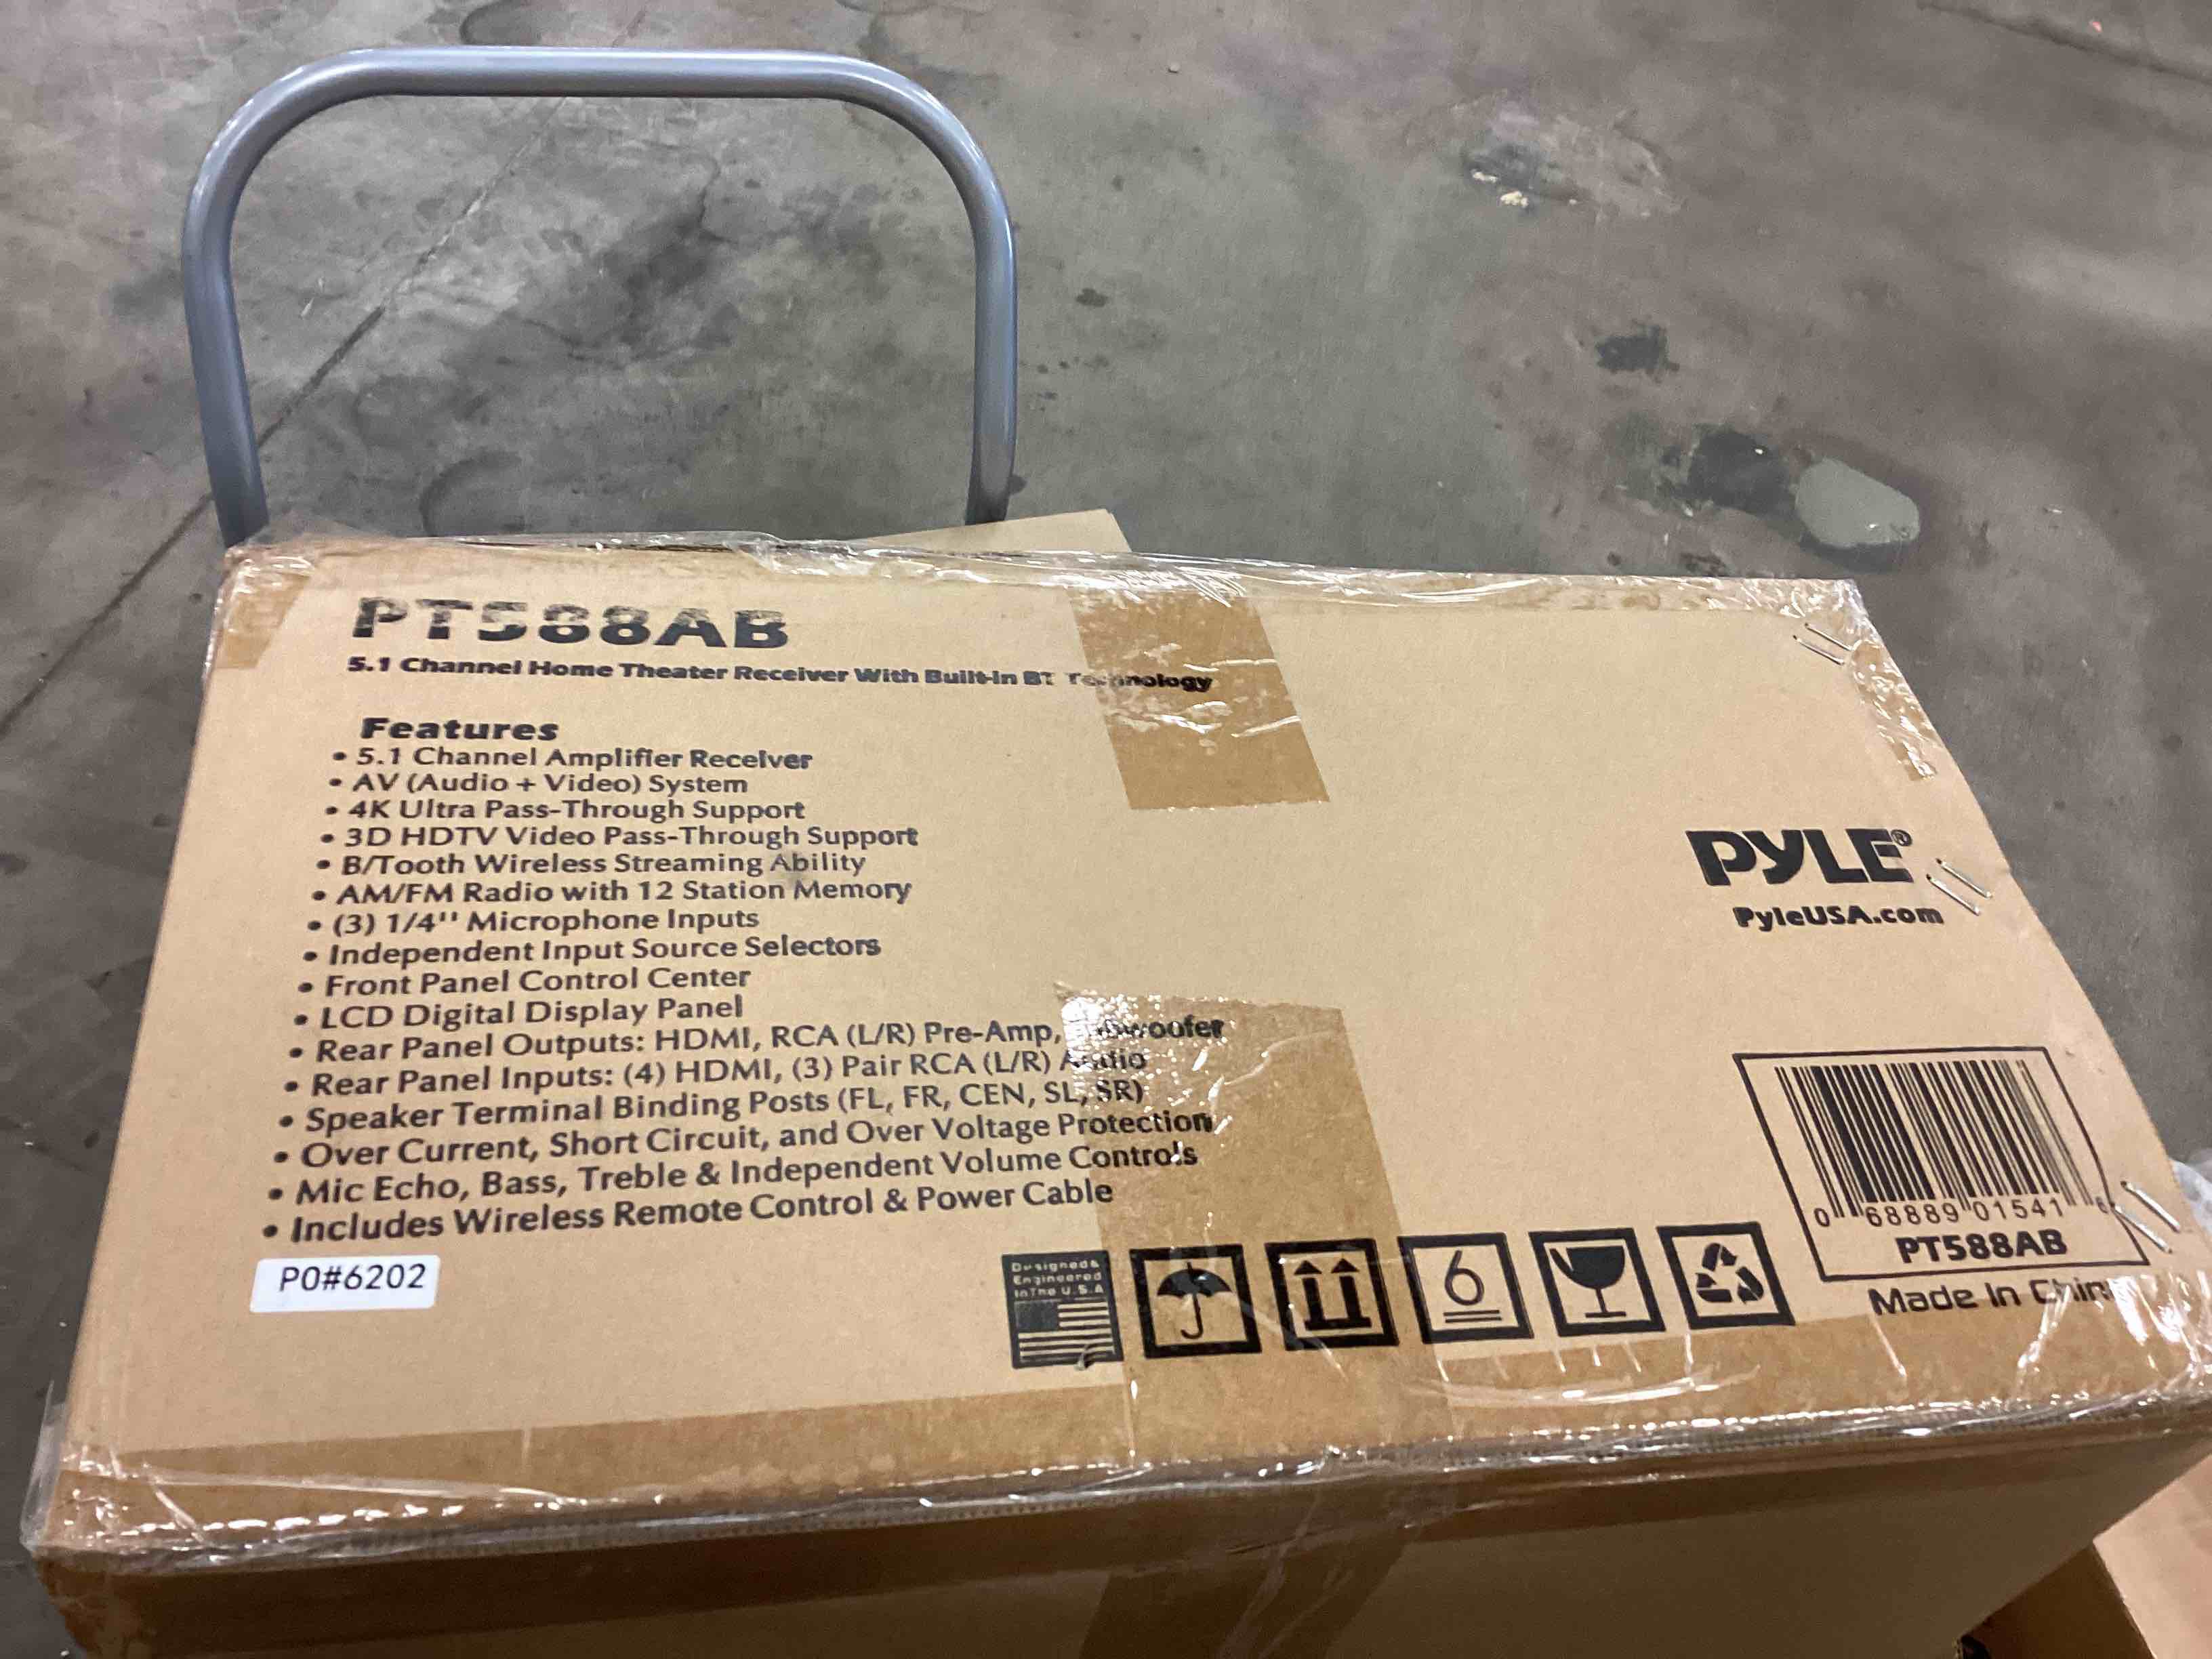 PT588AB
5.1 Channel Home Theater Receiver With Built-In BT Technology
Features
• 5.1 Channel Amplifier Receiver
• AV (Audio + Video) System
• 4K Ultra Pass-Through Support
• 3D HDTV Video Pass-Through Support
• B/Tooth Wireless Streaming Ability
• AM/FM Radio with 12 Station Memory
• (3) 1/4'' Microphone Inputs
• Independent Input Source Selectors
• Front Panel Control Center
• LCD Digital Display Panel
• Rear Panel Outputs: HDMI, RCA (L/R) Pre-Amp, Subwoofer
• Rear Panel Inputs: (4) HDMI, (3) Pair RCA (L/R) Audio
• Speaker Terminal Binding Posts (FL, FR, CEN, SL, SR)
• Over Current, Short Circuit, and Over Voltage Protection
• Mic Echo, Bass, Treble & Independent Volume Controls
• Includes Wireless Remote Control & Power Cable
PO#6202
PYLE®
PyleUSA.com
Designed &
Engineered
In The U.S.A
6
0 68889 01541 6
PT588AB
Made In China